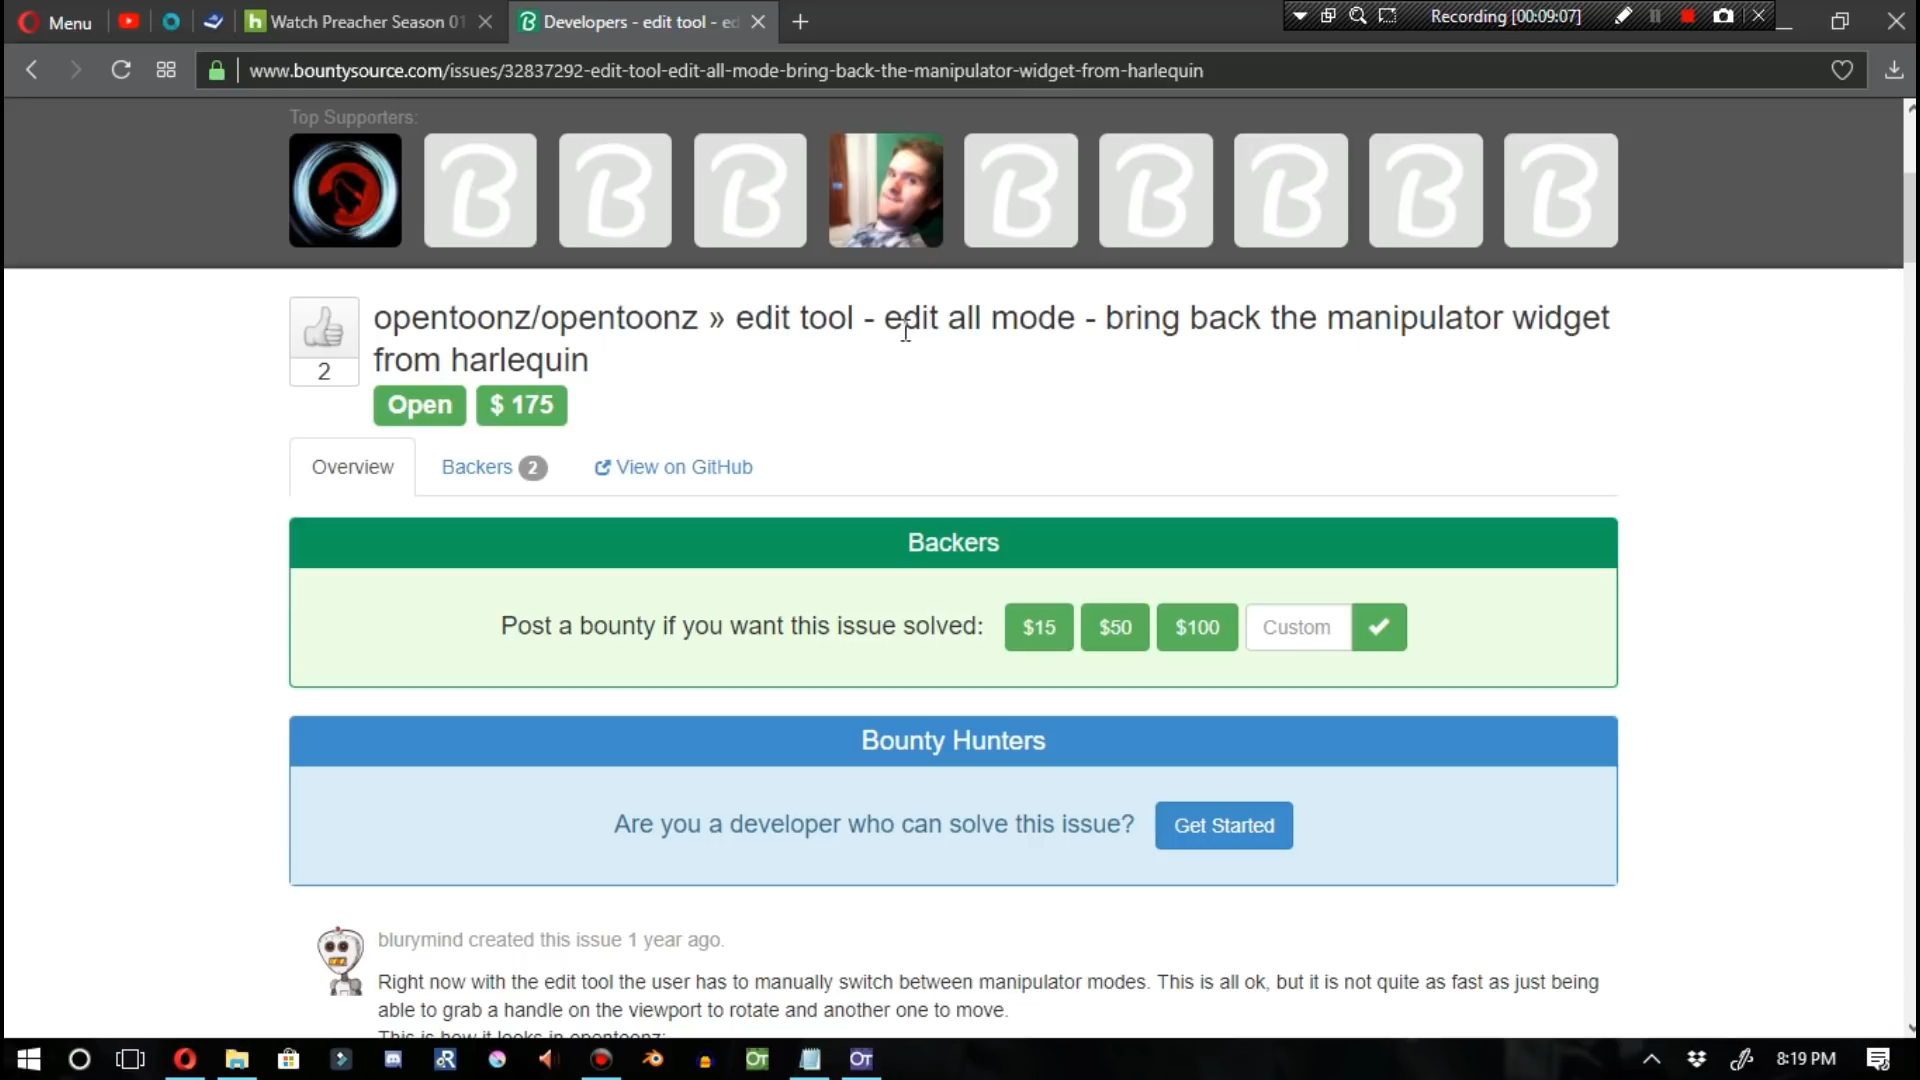 Menu
Watch Preacher Season 01
Developers - edit tool - ed
Recording [00:09:07]
www.bountysource.com/issues/32837292-edit-tool-edit-all-mode-bring-back-the-manipulator-widget-from-harlequin
Top Supporters:
opentoonz/opentoonz » edit tool - edit all mode - bring back the manipulator widget
from harlequin
2
Open $ 175
Overview Backers 2 View on GitHub
Backers
Post a bounty if you want this issue solved: $15 $50 $100 Custom
Bounty Hunters
Are you a developer who can solve this issue? Get Started
blurymind created this issue 1 year ago.
Right now with the edit tool the user has to manually switch between manipulator modes. This is all ok, but it is not quite as fast as just being
able to grab a handle on the viewport to rotate and another one to move.
This is how it looks in opentoonz:
8:19 PM